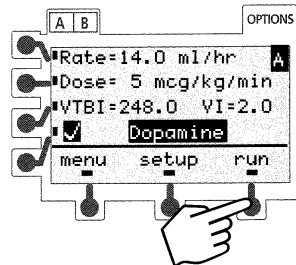 A B OPTIONS
Rate=14.0 ml/hr A
Dose= 5 mcg/kg/min
VTBI=248.0 VI=2.0
Dopamine
menu setup run